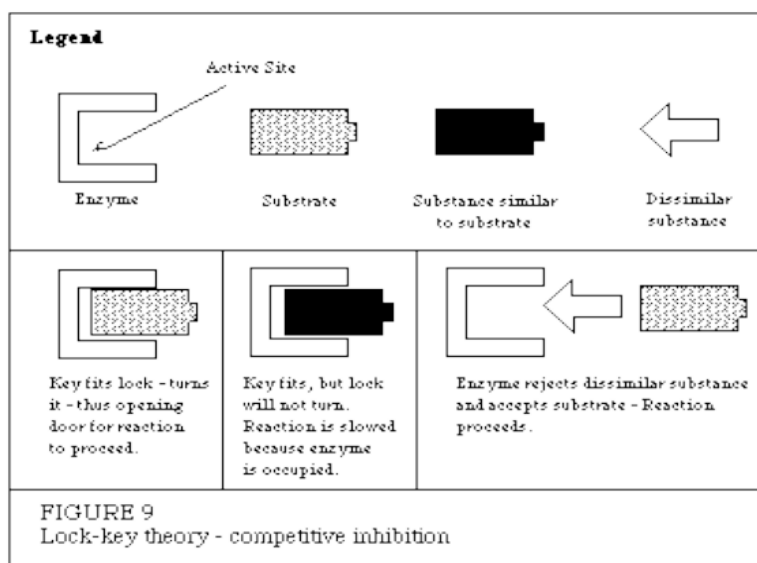 Legend
Active Site
Enzyme
Substrate
Substance similar
to substrate
Dissimilar
substance
Key fits lock - turns
it - thus opening
door for reaction
to proceed.
Key fits, but lock
will not turn.
Reaction is slowed
because enzyme
is occupied.
Enzyme rejects dissimilar substance
and accepts substrate - Reaction
proceeds.
FIGURE 9
Lock-key theory - competitive inhibition